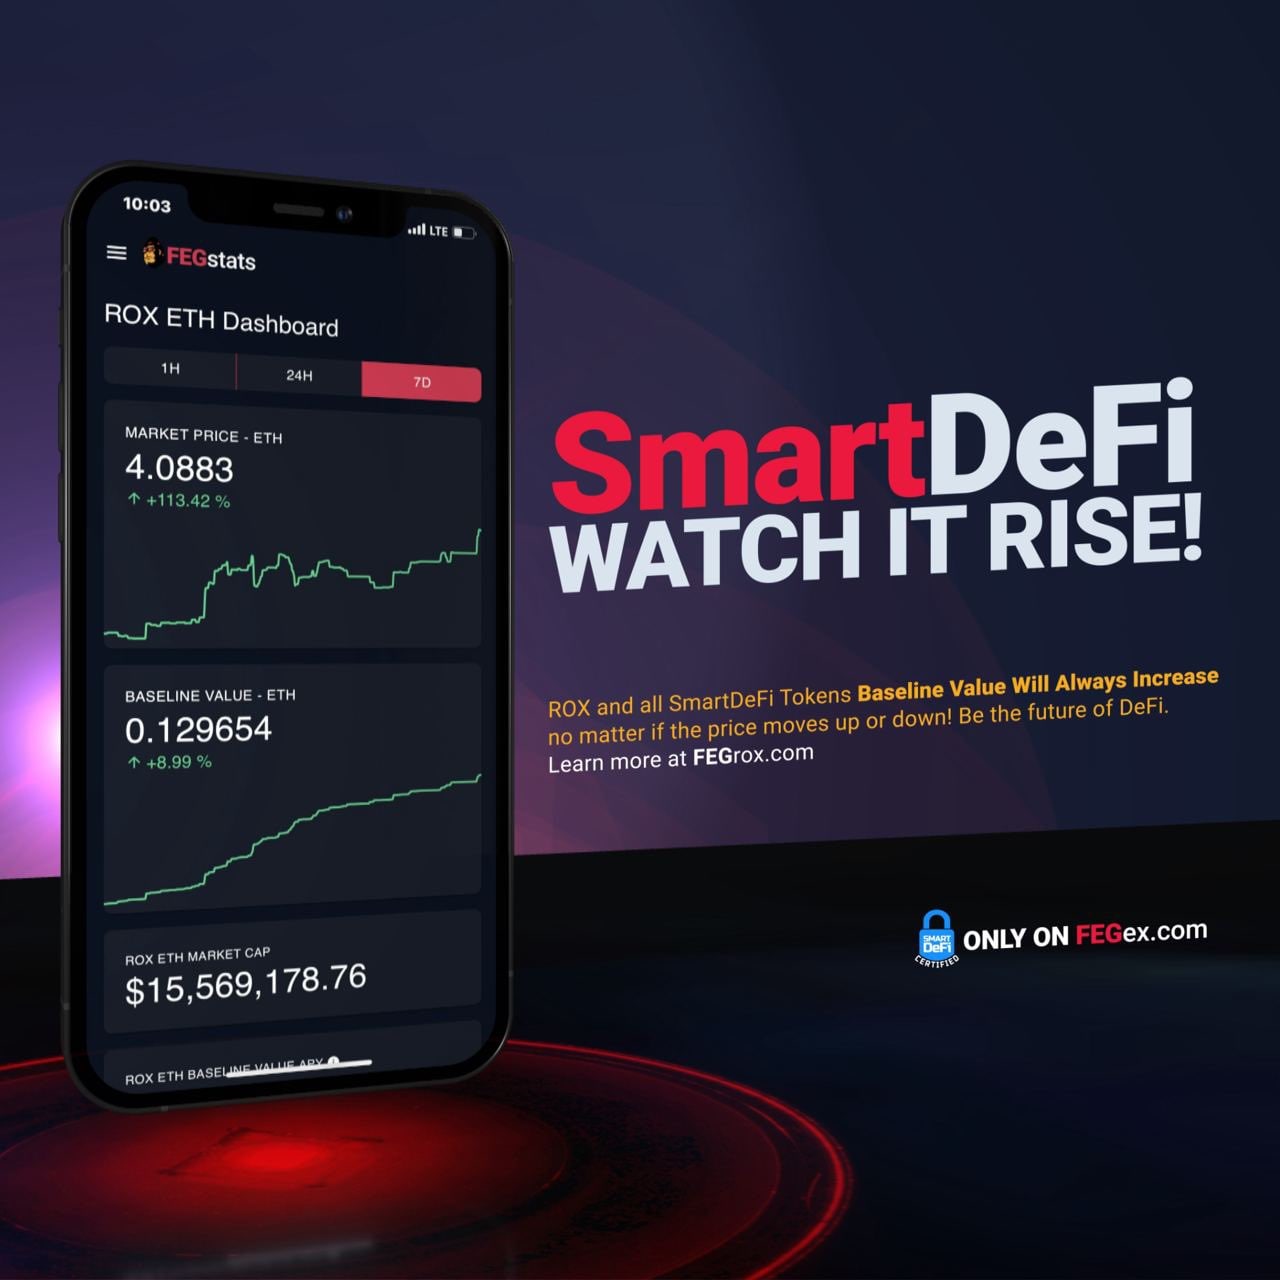 10:03
LTE
FEGstats
ROX ETH Dashboard
1H
24H
7D
MARKET PRICE - ETH
4.0883
↑ +113.42 %
BASELINE VALUE - ETH
0.129654
↑ +8.99 %
ROX ETH MARKET CAP
$15,569,178.76
ROX ETH BASELINE VALUE APY
SmartDeFi
WATCH IT RISE!
ROX and all SmartDeFi Tokens Baseline Value Will Always Increase
no matter if the price moves up or down! Be the future of DeFi.
Learn more at FEGrox.com
SMART
DeFi
CERTIFIED
ONLY ON FEGex.com